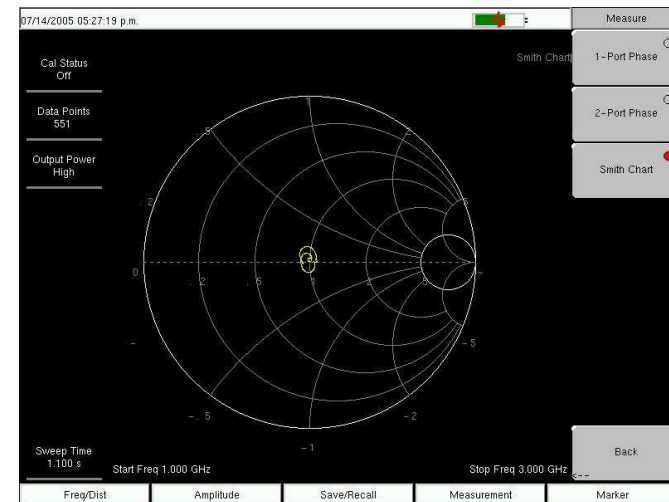 07/14/2005 05:27:19 p.m.
Measure
Smith Chart
1-Port Phase
Cal Status
Off
Data Points
551
2-Port Phase
Output Power
High
Smith Chart
1
.5
2
.2
5
0
.2
.5
1
2
5
-
-
-5
-.5
-2
-1
Sweep Time
1.100 s
Start Freq 1.000 GHz
Stop Freq 3.000 GHz
Back
<--
Freq/Dist
Amplitude
Save/Recall
Measurement
Marker